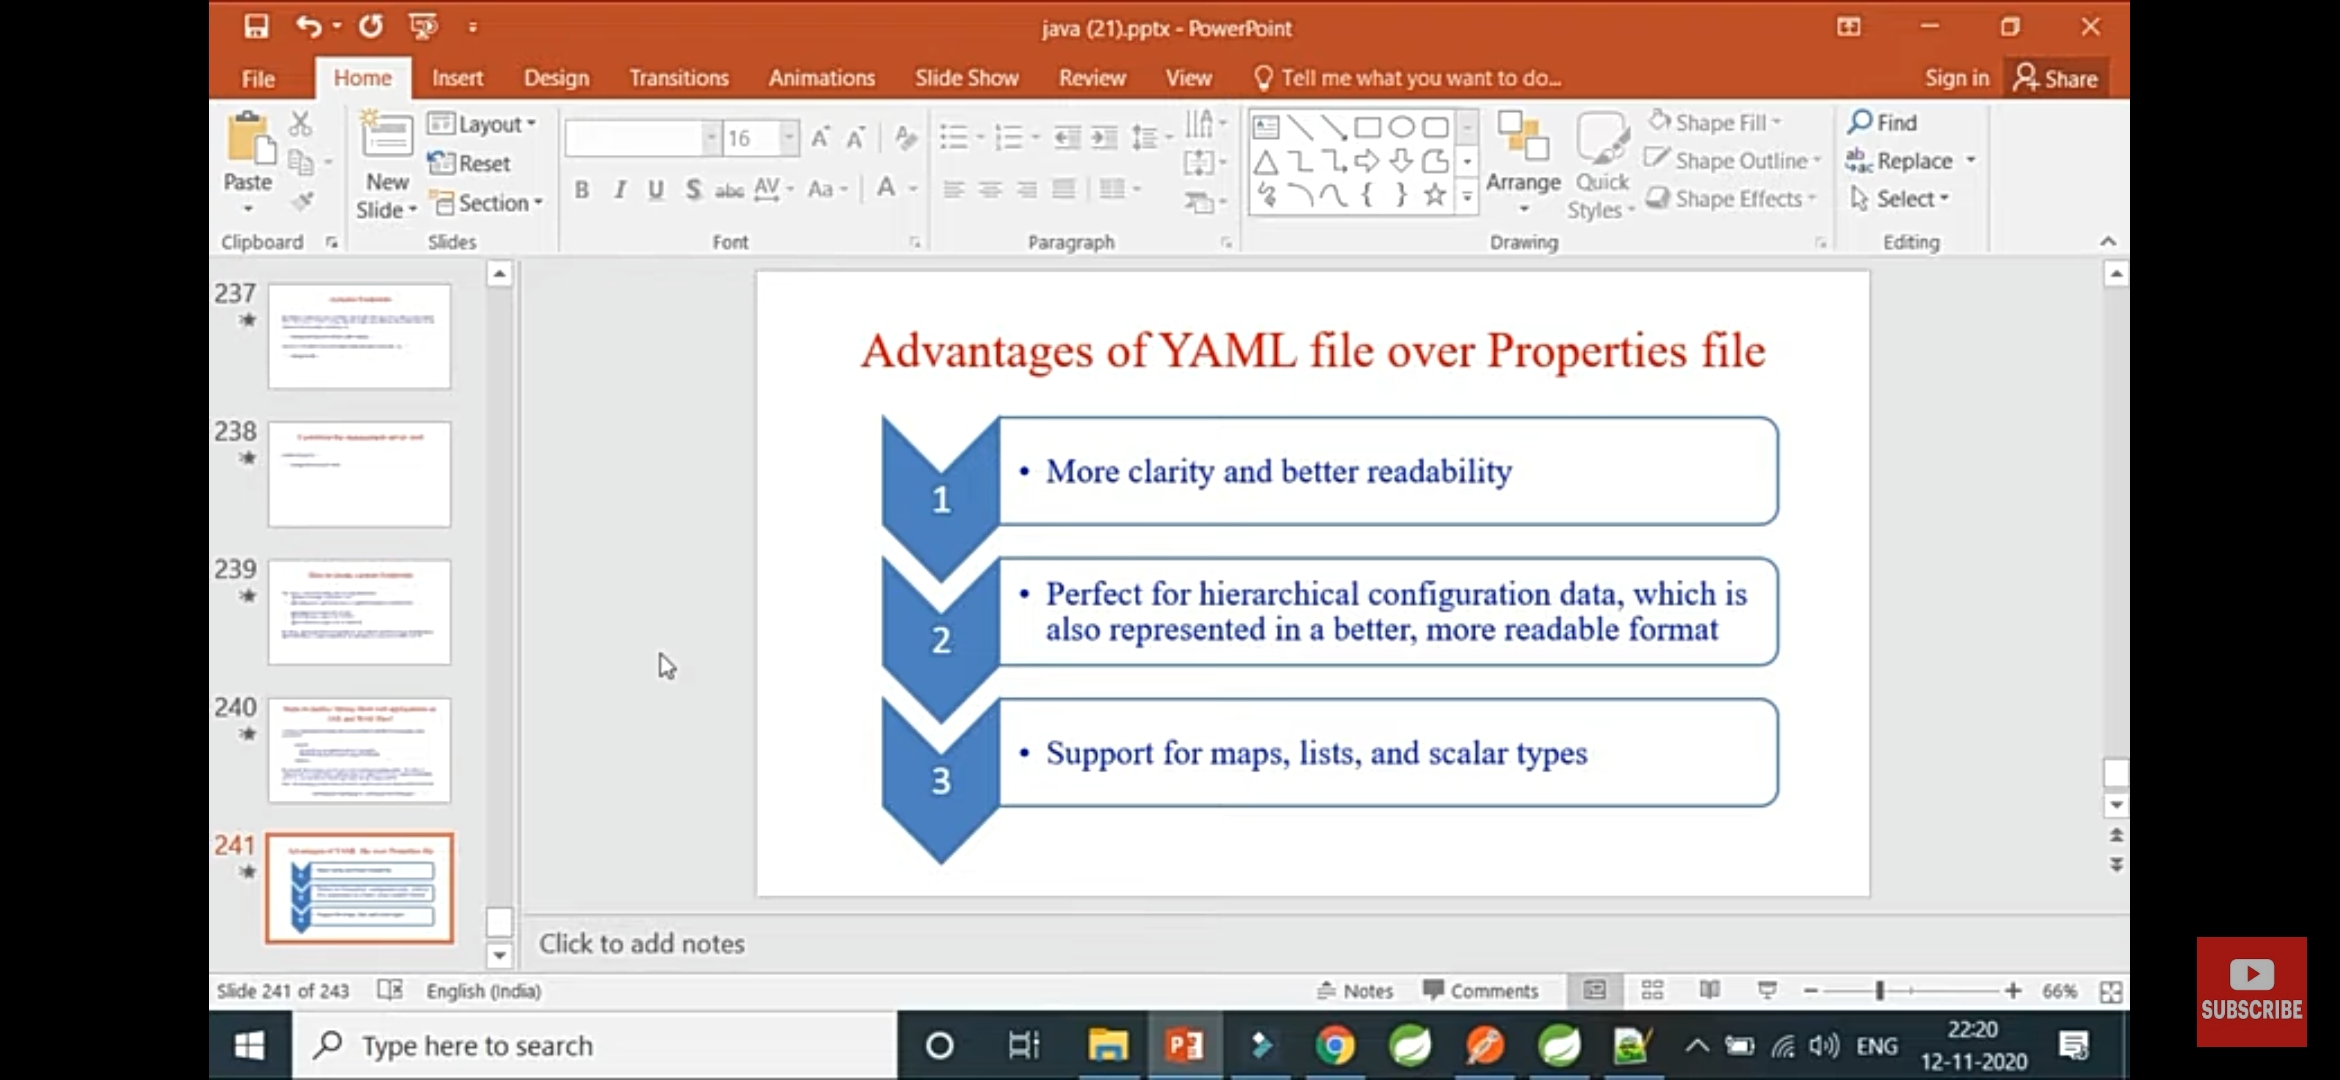 java (21).pptx - PowerPoint
File Home Insert Design Transitions Animations Slide Show Review View Tell me what you want to do... Sign in Share
Paste
New Slide
Layout
Reset
Section
16
B I U S abc AV Aa A
Arrange
Quick Styles
Shape Fill
Shape Outline
Shape Effects
Find
Replace
Select
Clipboard Slides Font Paragraph Drawing Editing
237
238
239
240
241
Advantages of YAML file over Properties file
1
• More clarity and better readability
2
• Perfect for hierarchical configuration data, which is
also represented in a better, more readable format
3
• Support for maps, lists, and scalar types
Click to add notes
Slide 241 of 243 English (India) Notes Comments 66%
Type here to search
ENG
22:20
12-11-2020
SUBSCRIBE